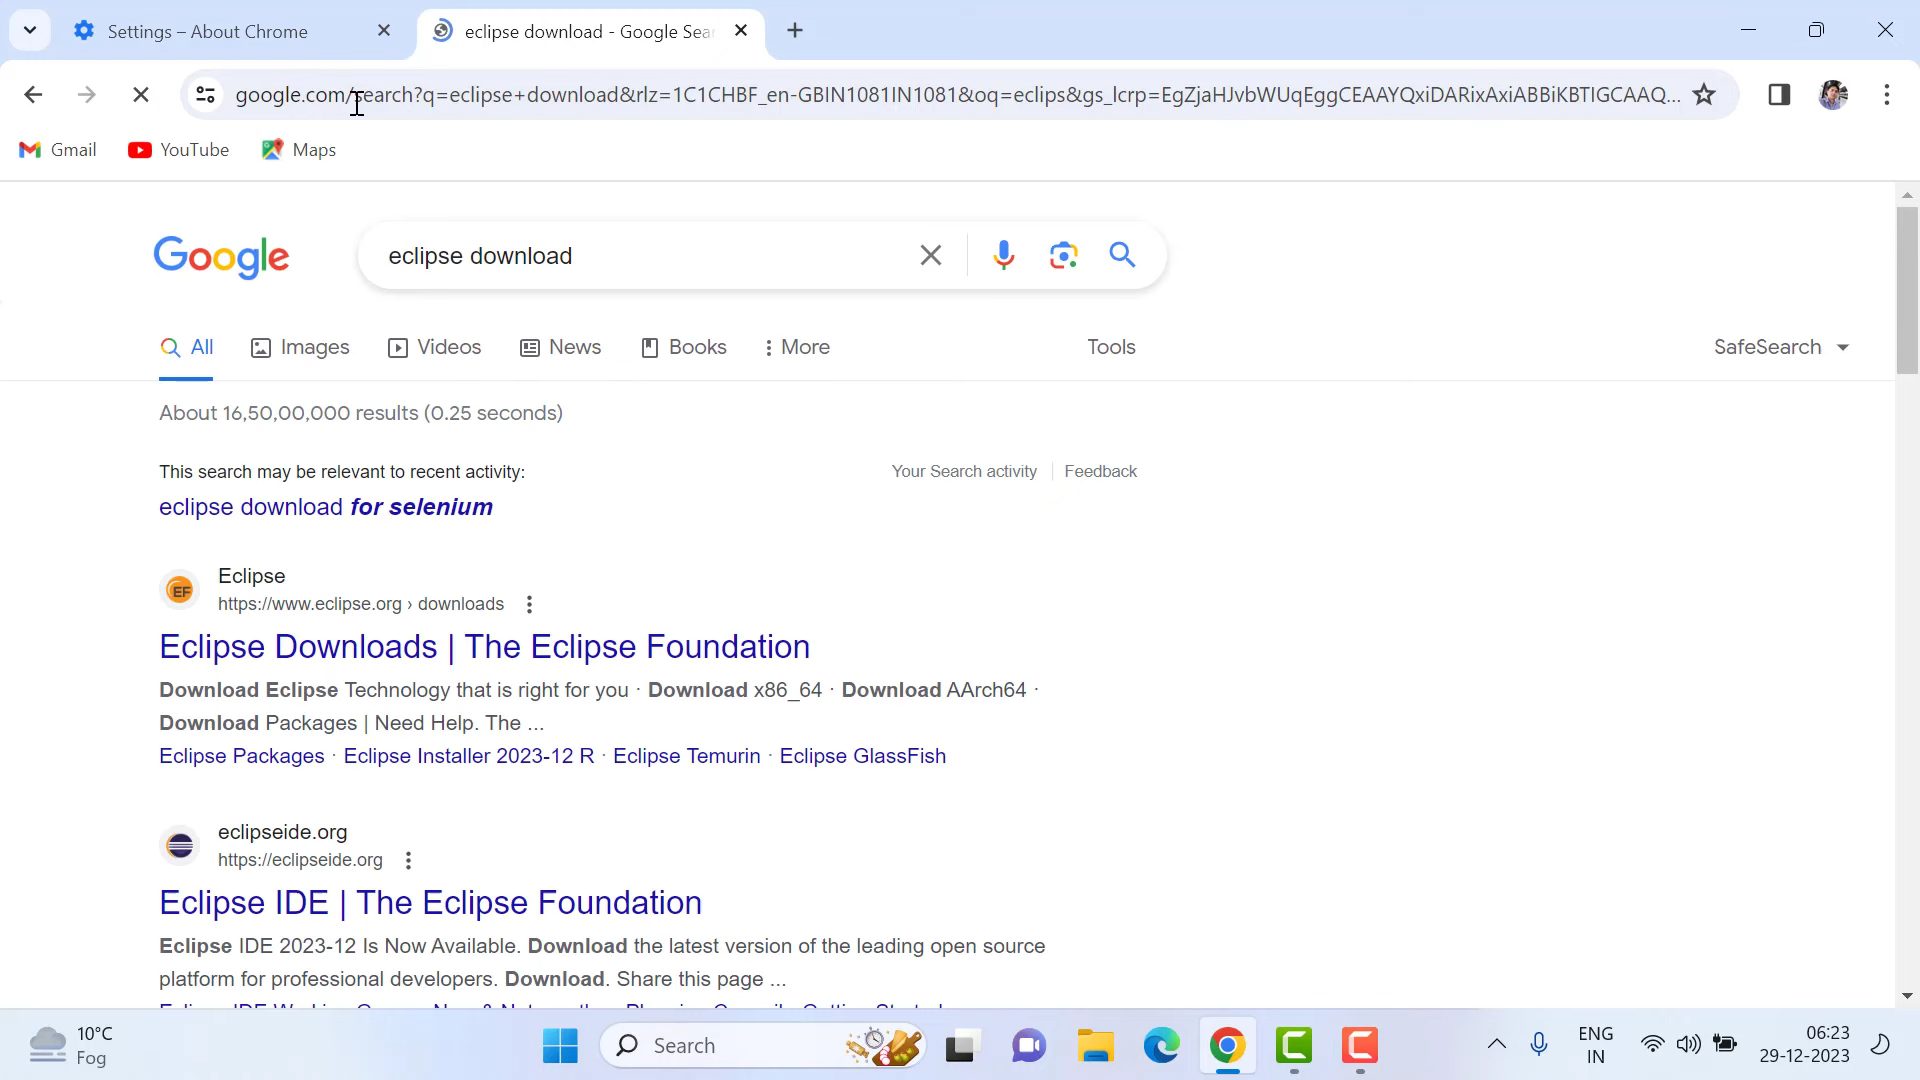 Settings – About Chrome
eclipse download - Google Sea
google.com/search?q=eclipse+download&rlz=1C1CHBF_en-GBIN1081IN1081&oq=eclips&gs_lcrp=EgZjaHJvbWUqEggCEAAYQxiDARixAxiABBiKBTIGCAAQ...
Gmail
YouTube
Maps
Google
eclipse download
All
Images
Videos
News
Books
More
Tools
SafeSearch
About 16,50,00,000 results (0.25 seconds)
This search may be relevant to recent activity:
Your Search activity
Feedback
eclipse download for selenium
EF
Eclipse
https://www.eclipse.org › downloads
Eclipse Downloads | The Eclipse Foundation
Download Eclipse Technology that is right for you · Download x86_64 · Download AArch64 ·
Download Packages | Need Help. The ...
Eclipse Packages · Eclipse Installer 2023-12 R · Eclipse Temurin · Eclipse GlassFish
eclipseide.org
https://eclipseide.org
Eclipse IDE | The Eclipse Foundation
Eclipse IDE 2023-12 Is Now Available. Download the latest version of the leading open source
platform for professional developers. Download. Share this page ...
10°C
Fog
Search
ENG
IN
06:23
29-12-2023